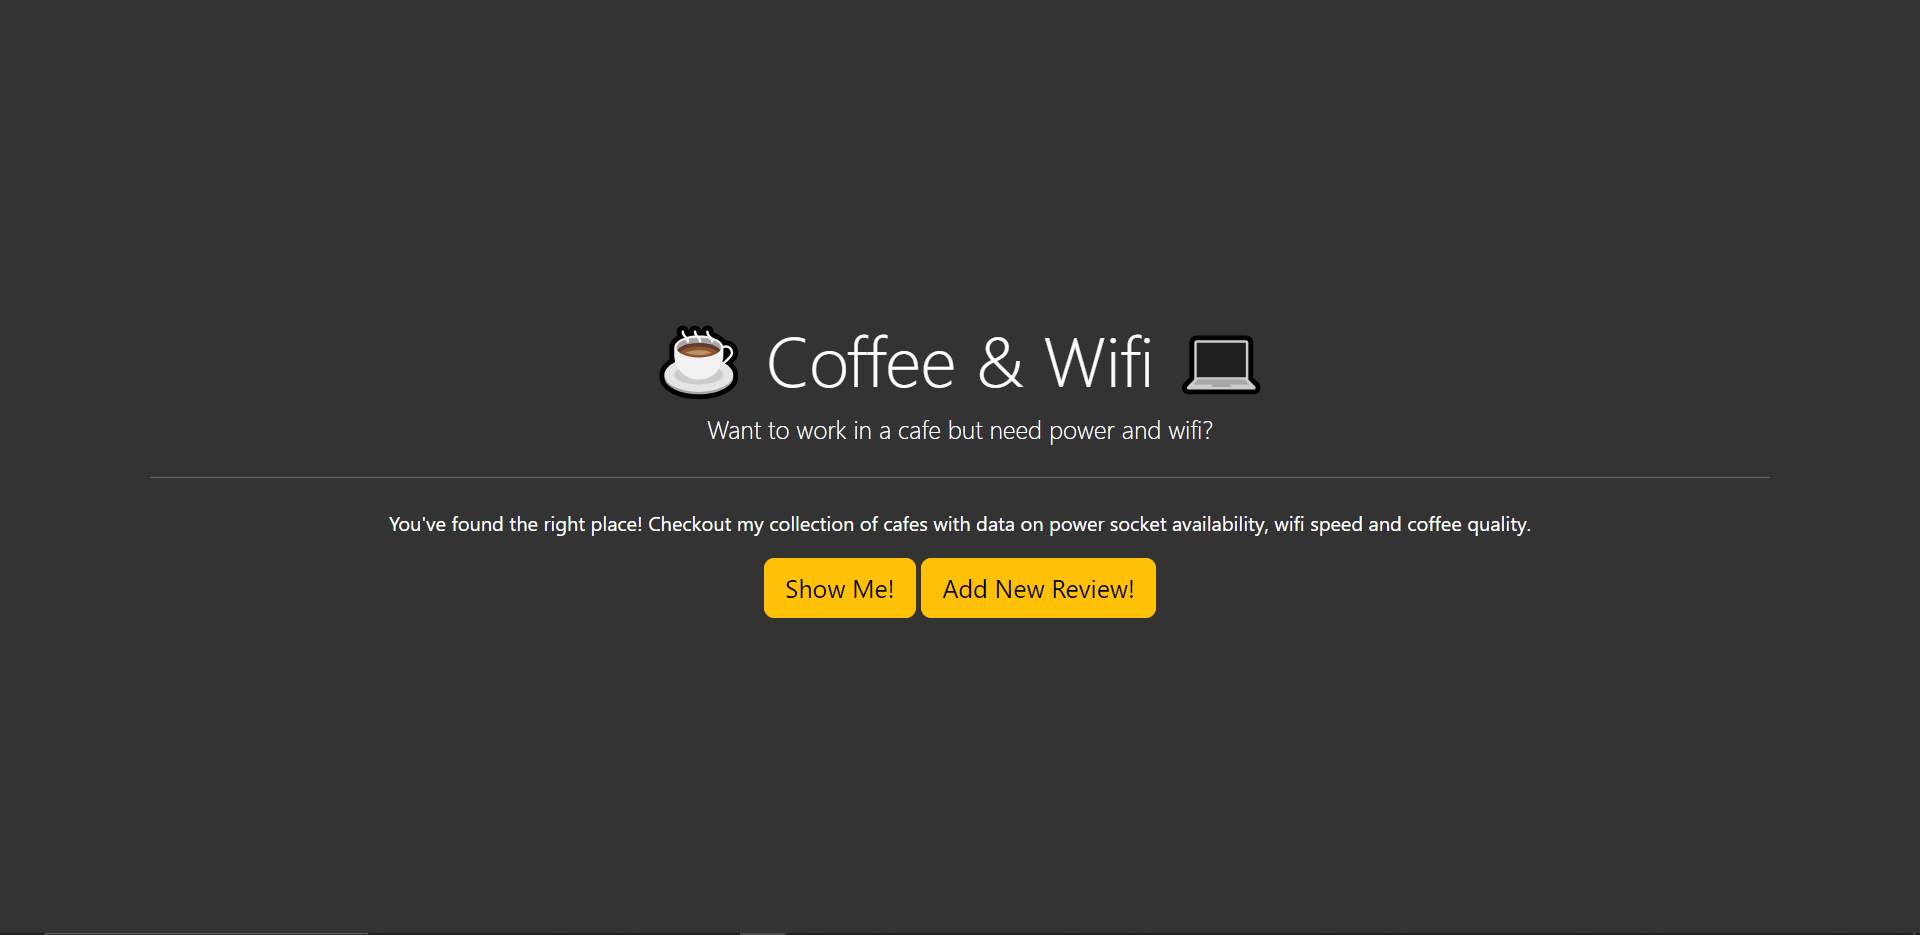 Coffee & Wifi
Want to work in a cafe but need power and wifi?
You've found the right place! Checkout my collection of cafes with data on power socket availability, wifi speed and coffee quality.
Show Me! Add New Review!